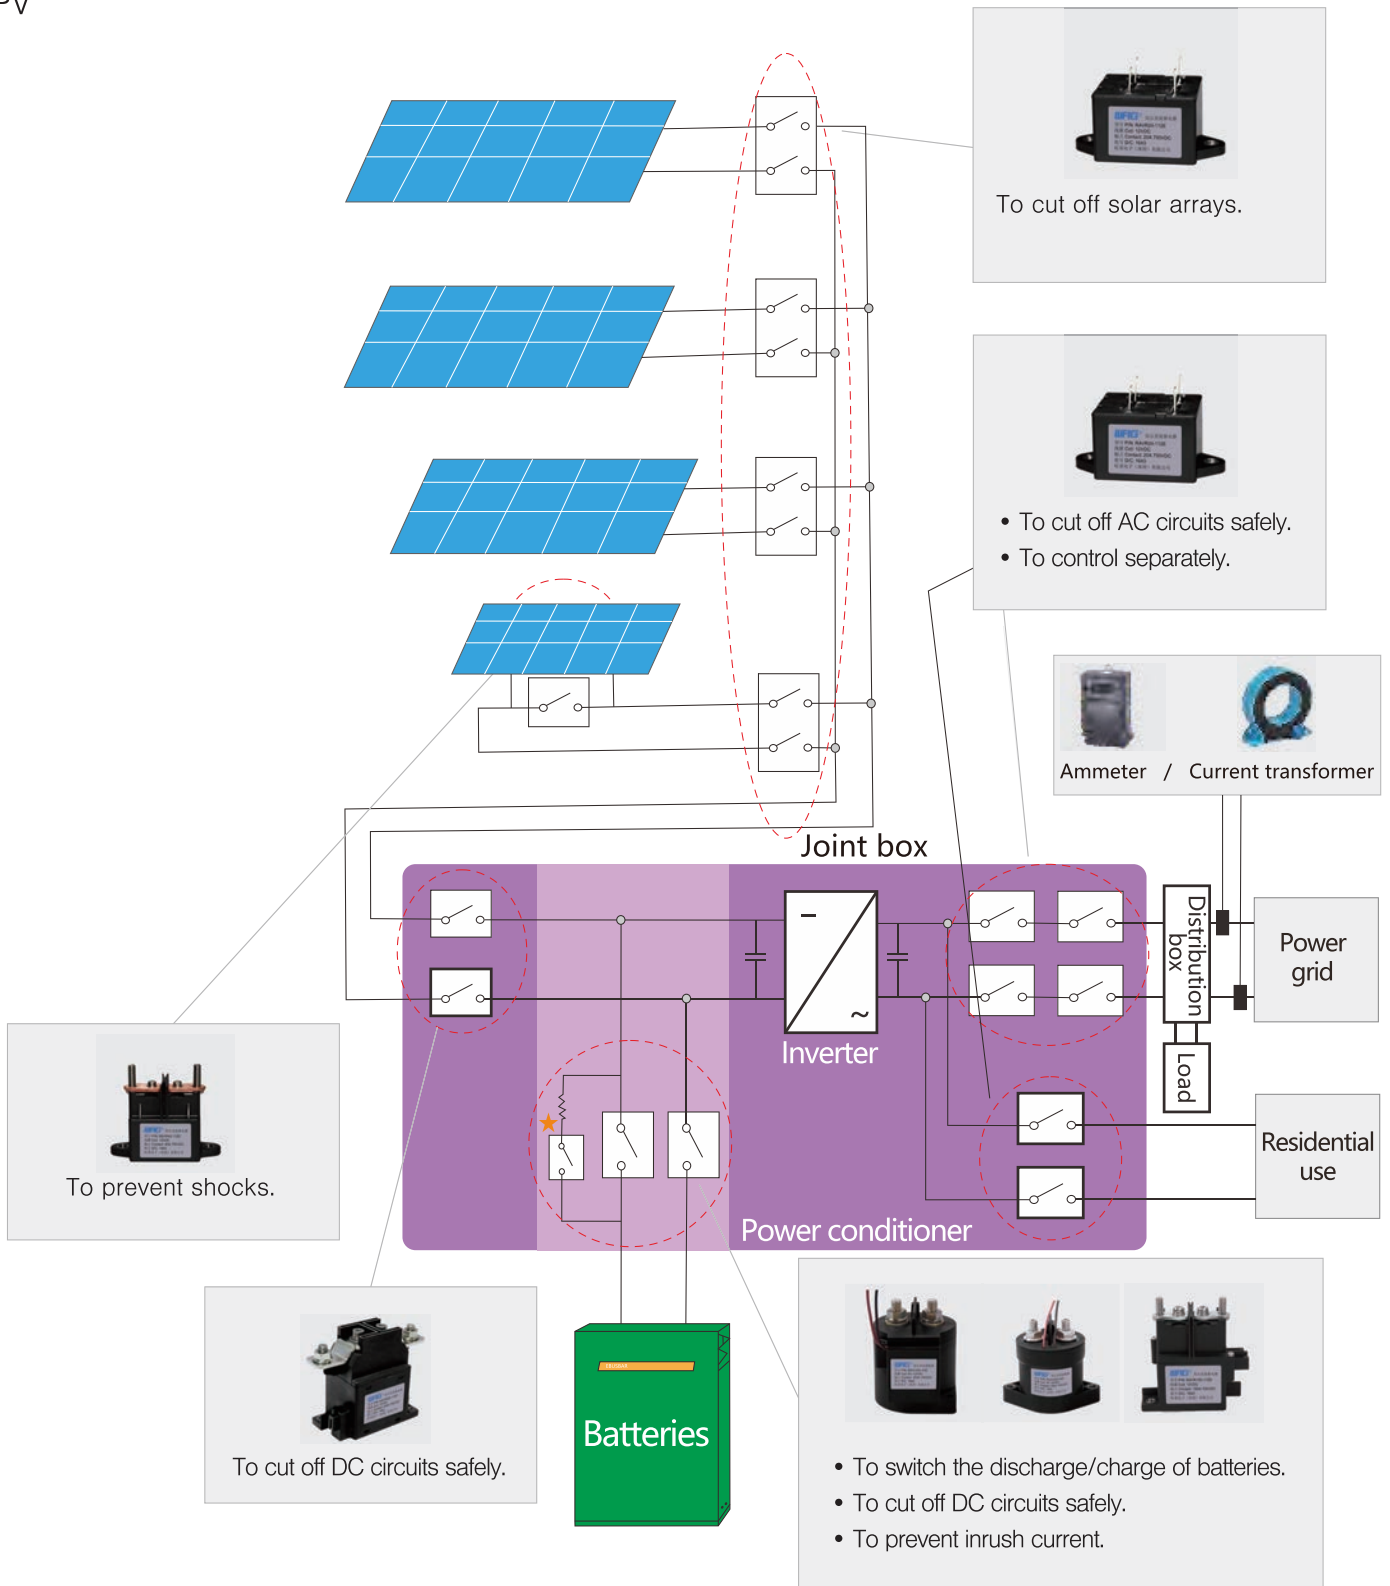 PV
To cut off solar arrays.
• To cut off AC circuits safely.
• To control separately.
Ammeter / Current transformer
Joint box
Distribution
box
Power
grid
Inverter
Load
Residential
use
Power conditioner
To prevent shocks.
To cut off DC circuits safely.
Batteries
• To switch the discharge/charge of batteries.
• To cut off DC circuits safely.
• To prevent inrush current.